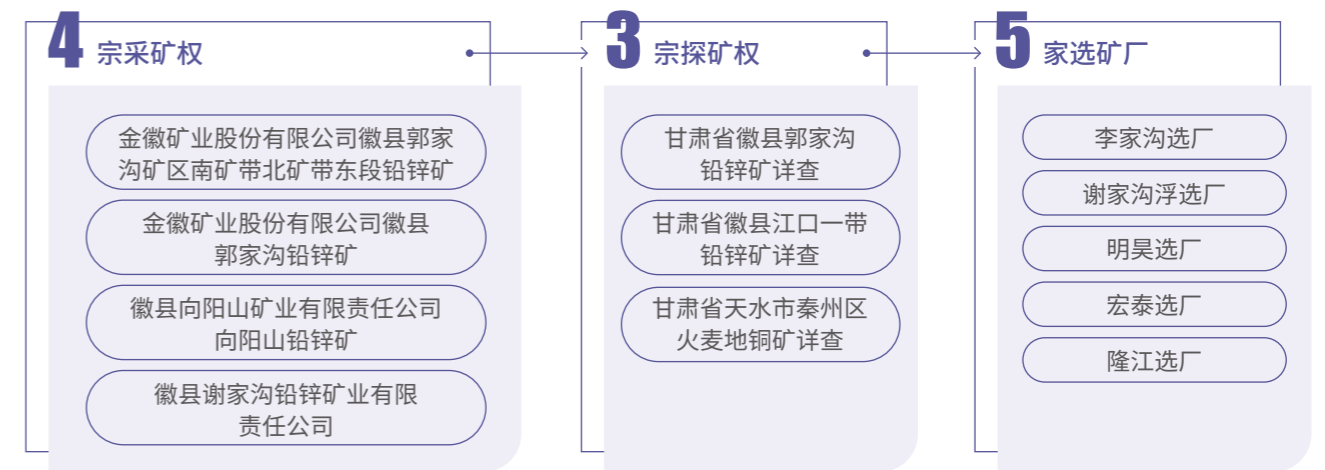 4 宗采矿权
金徽矿业股份有限公司徽县郭家
沟矿区南矿带北矿带东段铅锌矿
金徽矿业股份有限公司徽县
郭家沟铅锌矿
徽县向阳山矿业有限责任公司
向阳山铅锌矿
徽县谢家沟铅锌矿业有限
责任公司
3 宗探矿权
甘肃省徽县郭家沟
铅锌矿详查
甘肃省徽县江口一带
铅锌矿详查
甘肃省天水市秦州区
火麦地铜矿详查
5 家选矿厂
李家沟选厂
谢家沟浮选厂
明昊选厂
宏泰选厂
隆江选厂